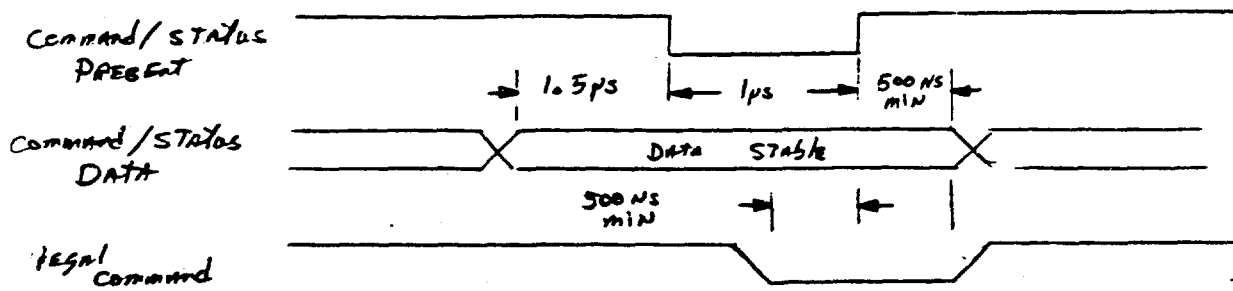 Command/STATUS
PRESENT
1.5µs
1µs
500 NS
MIN
Command/STATUS
DATA
DATA STAble
500 NS
MIN
legal
Command